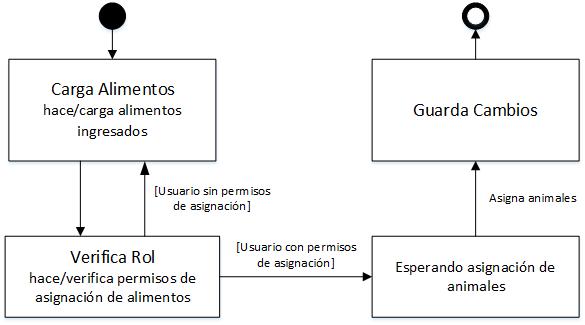 Carga Alimentos
hace/carga alimentos
ingresados
Guarda Cambios
[Usuario sin permisos
de asignación]
Asigna animales
Verifica Rol
hace/verifica permisos de
asignación de alimentos
[Usuario con permisos
de asignación]
Esperando asignación de
animales